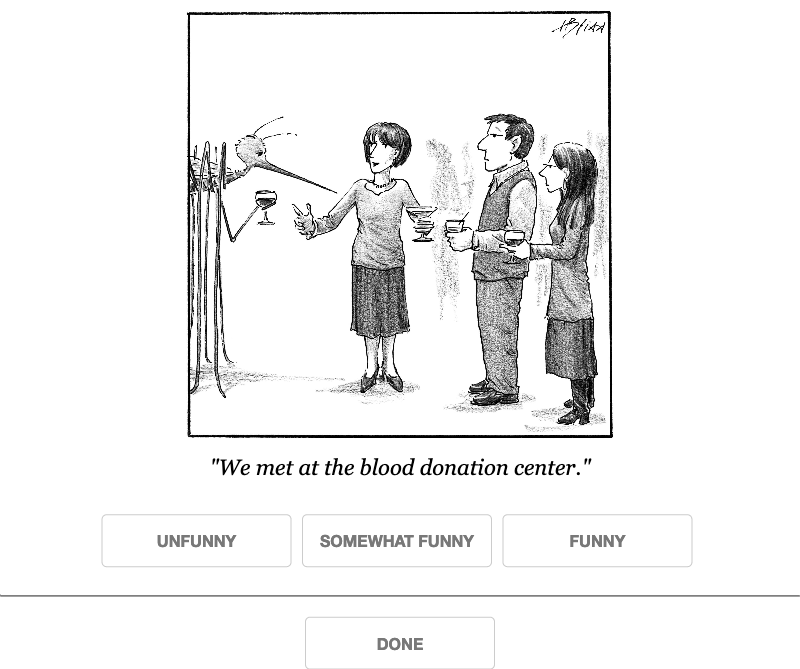 "We met at the blood donation center."
UNFUNNY
SOMEWHAT FUNNY
FUNNY
DONE